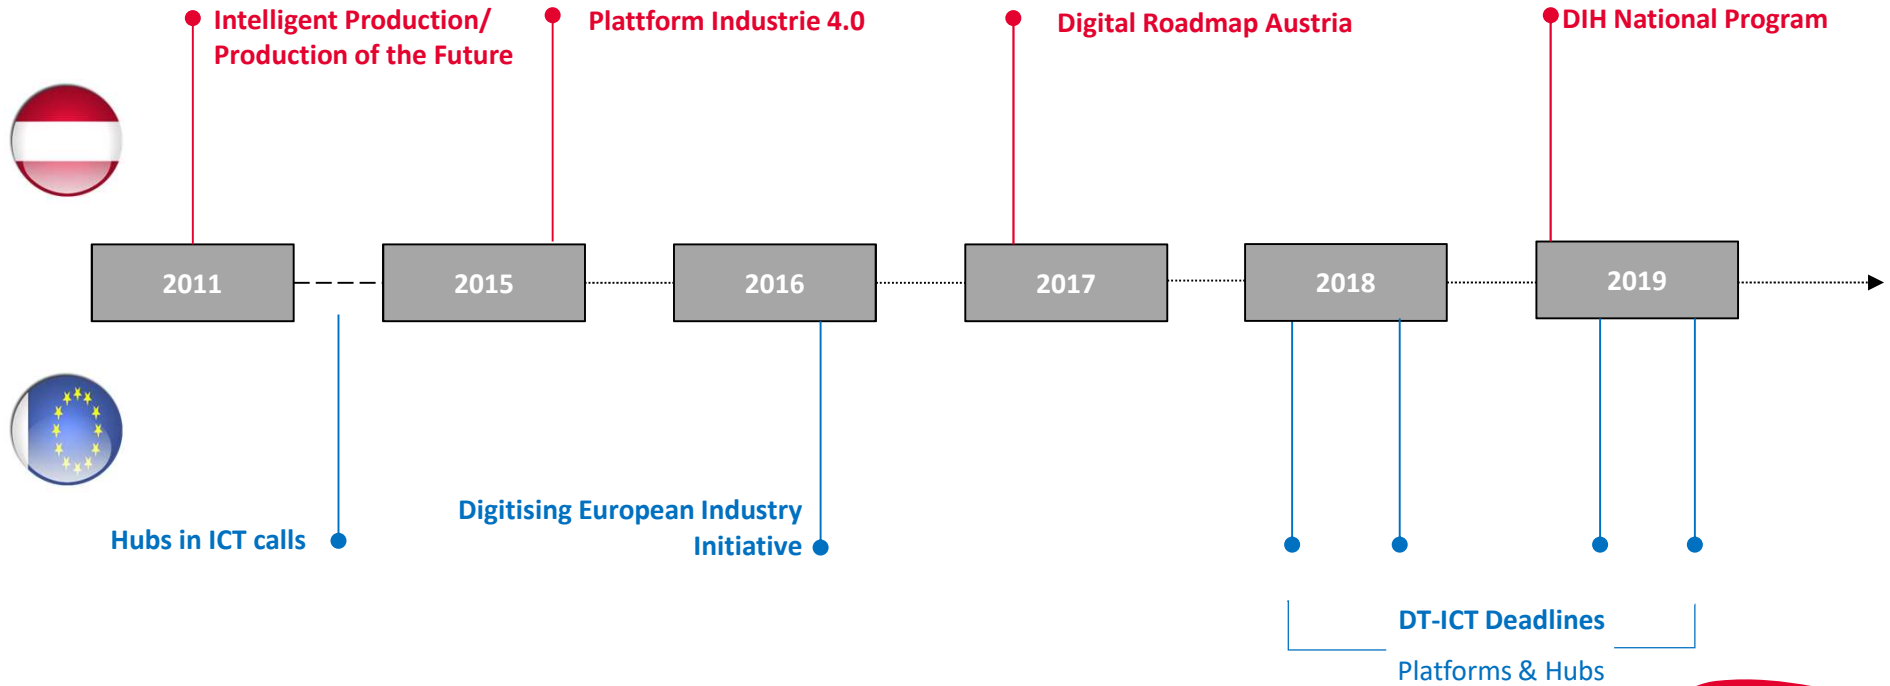 Intelligent Production/
Production of the Future
Plattform Industrie 4.0
Digital Roadmap Austria
DIH National Program
2011
2015
2016
2017
2018
2019
Hubs in ICT calls
Digitising European Industry
Initiative
DT-ICT Deadlines
Platforms & Hubs